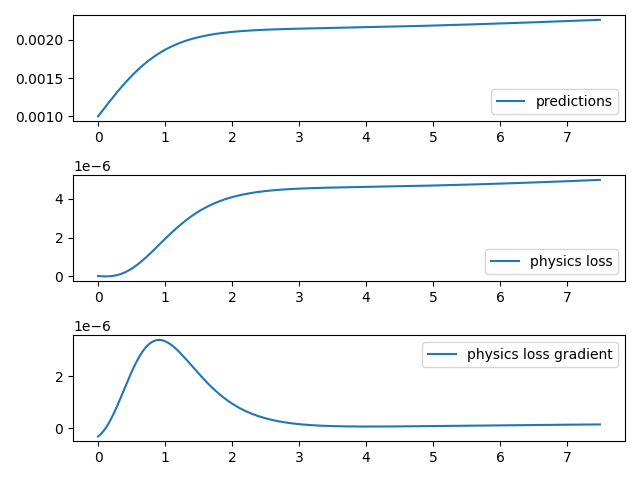 0.0020
0.0015
0.0010
predictions
0 1 2 3 4 5 6 7
1e−6
4
2
0
physics loss
0 1 2 3 4 5 6 7
1e−6
2
0
physics loss gradient
0 1 2 3 4 5 6 7